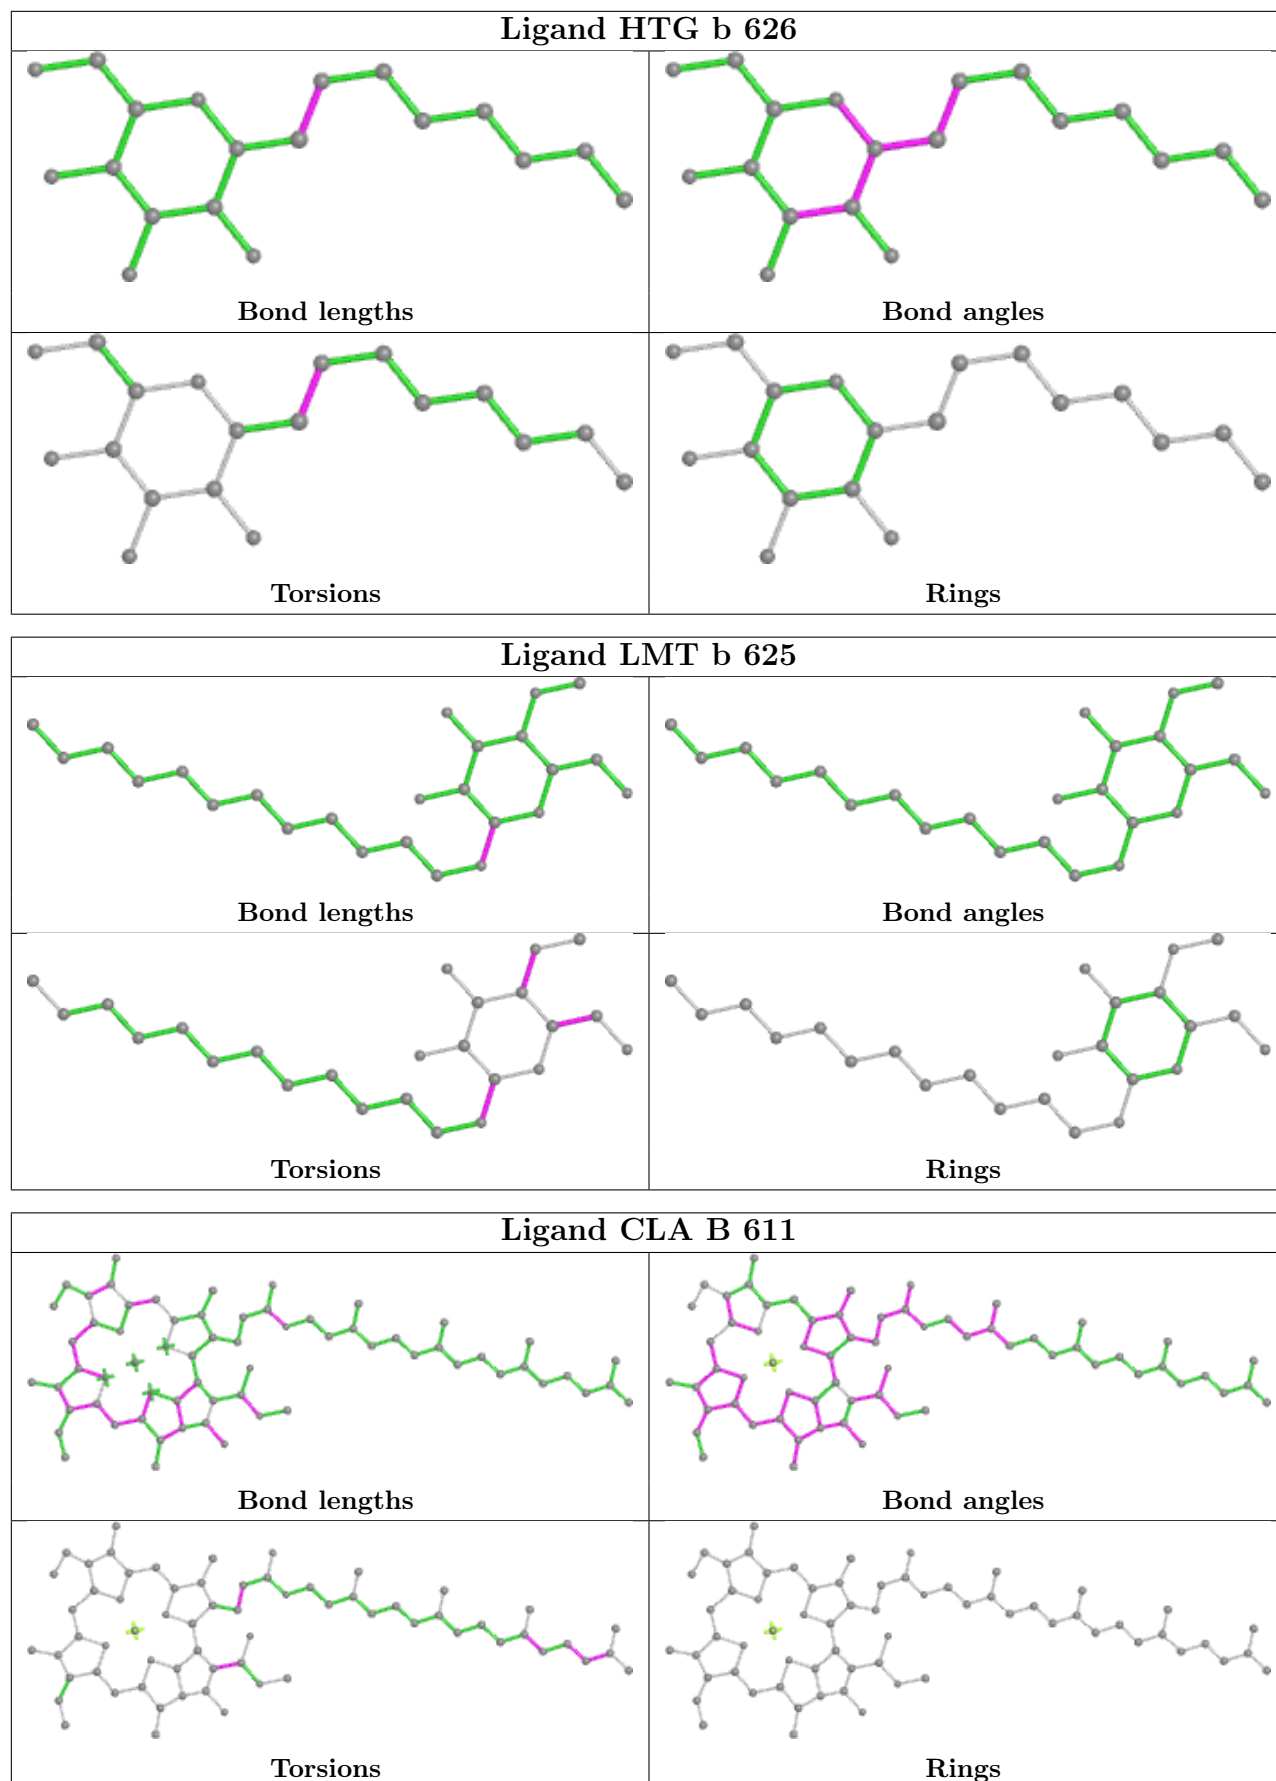 Ligand HTG b 626
Bond lengths
Bond angles
Torsions
Rings
Ligand LMT b 625
Bond lengths
Bond angles
Torsions
Rings
Ligand CLA B 611
Bond lengths
Bond angles
Torsions
Rings